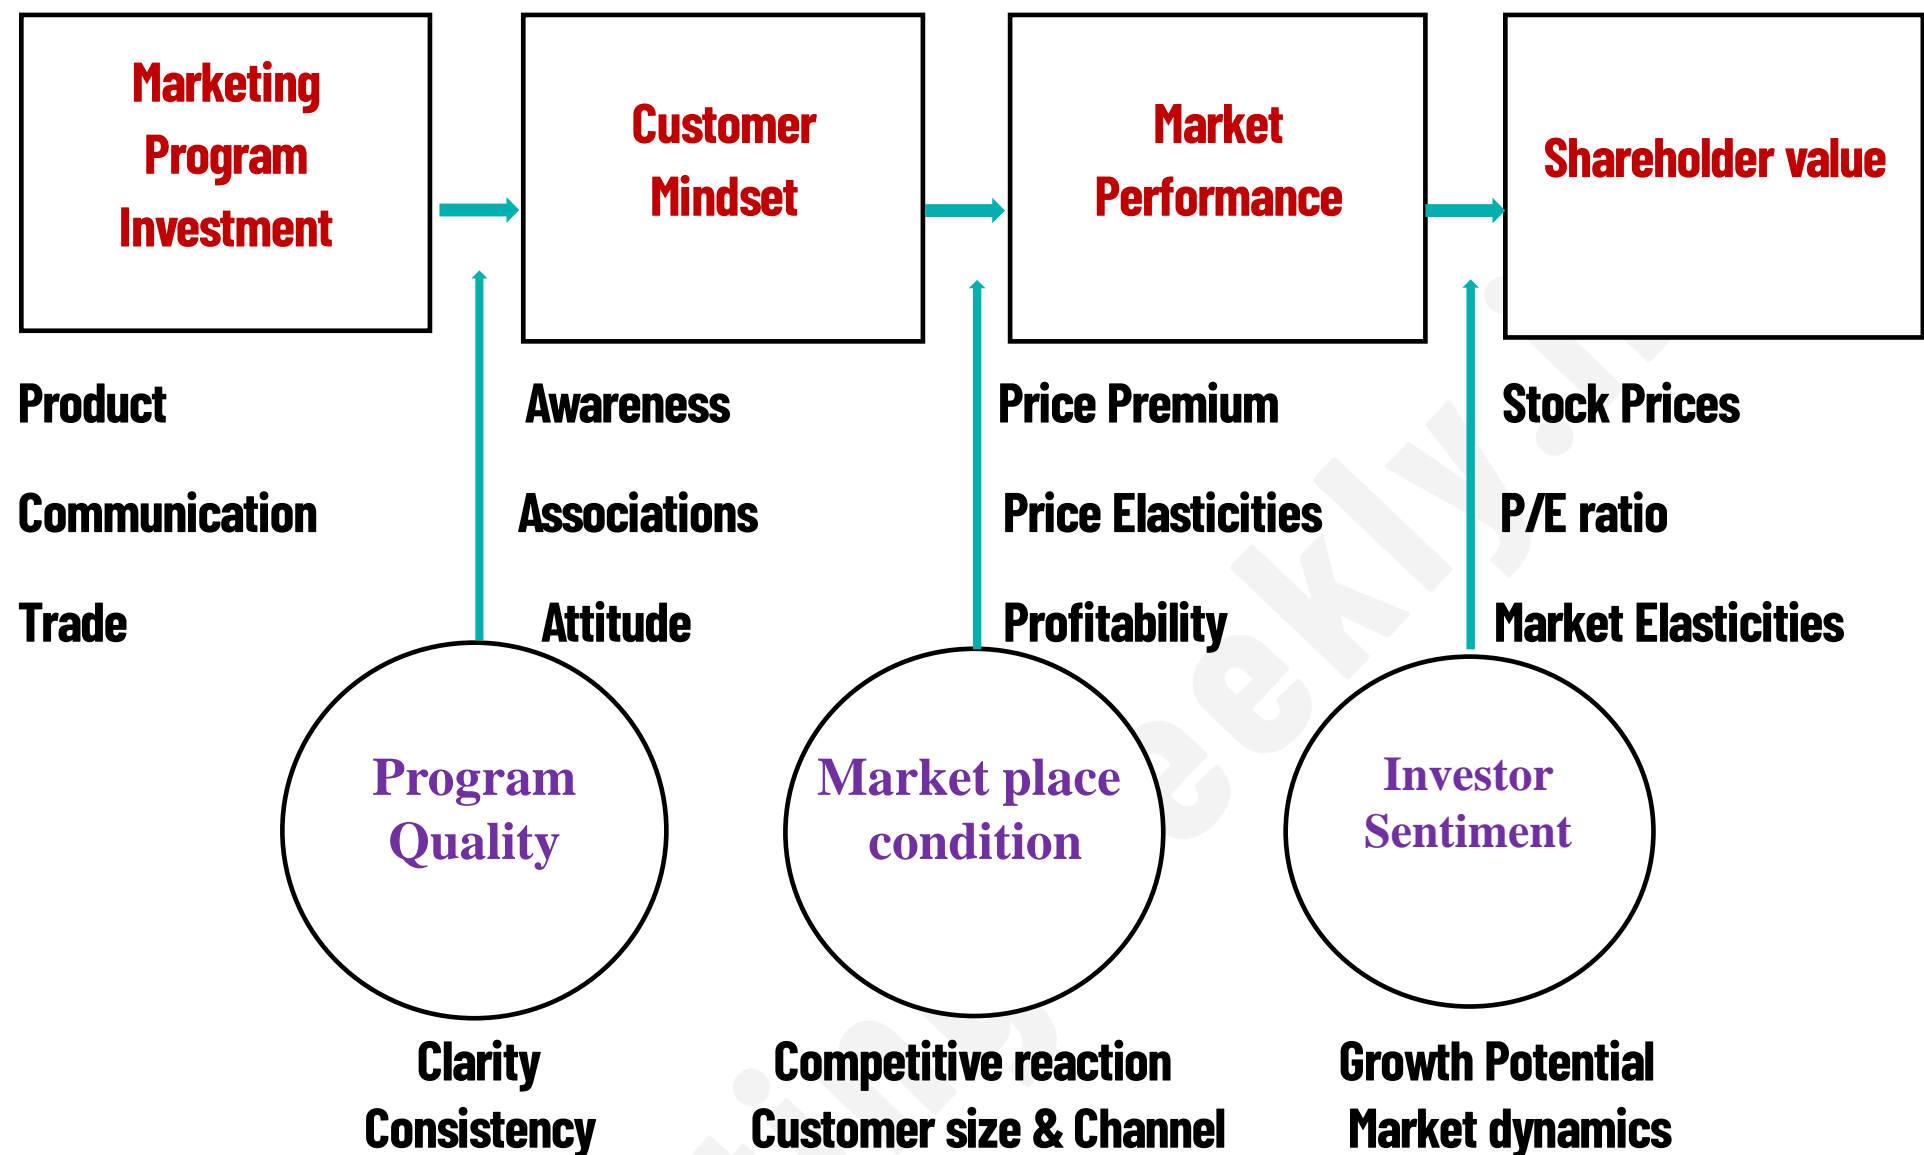 Marketing
Program
Investment
Customer
Mindset
Market
Performance
Shareholder value
Product
Awareness
Price Premium
Stock Prices
Communication
Associations
Price Elasticities
P/E ratio
Trade
Attitude
Profitability
Market Elasticities
Program
Quality
Market place
condition
Investor
Sentiment
Clarity
Consistency
Competitive reaction
Customer size & Channel
Growth Potential
Market dynamics